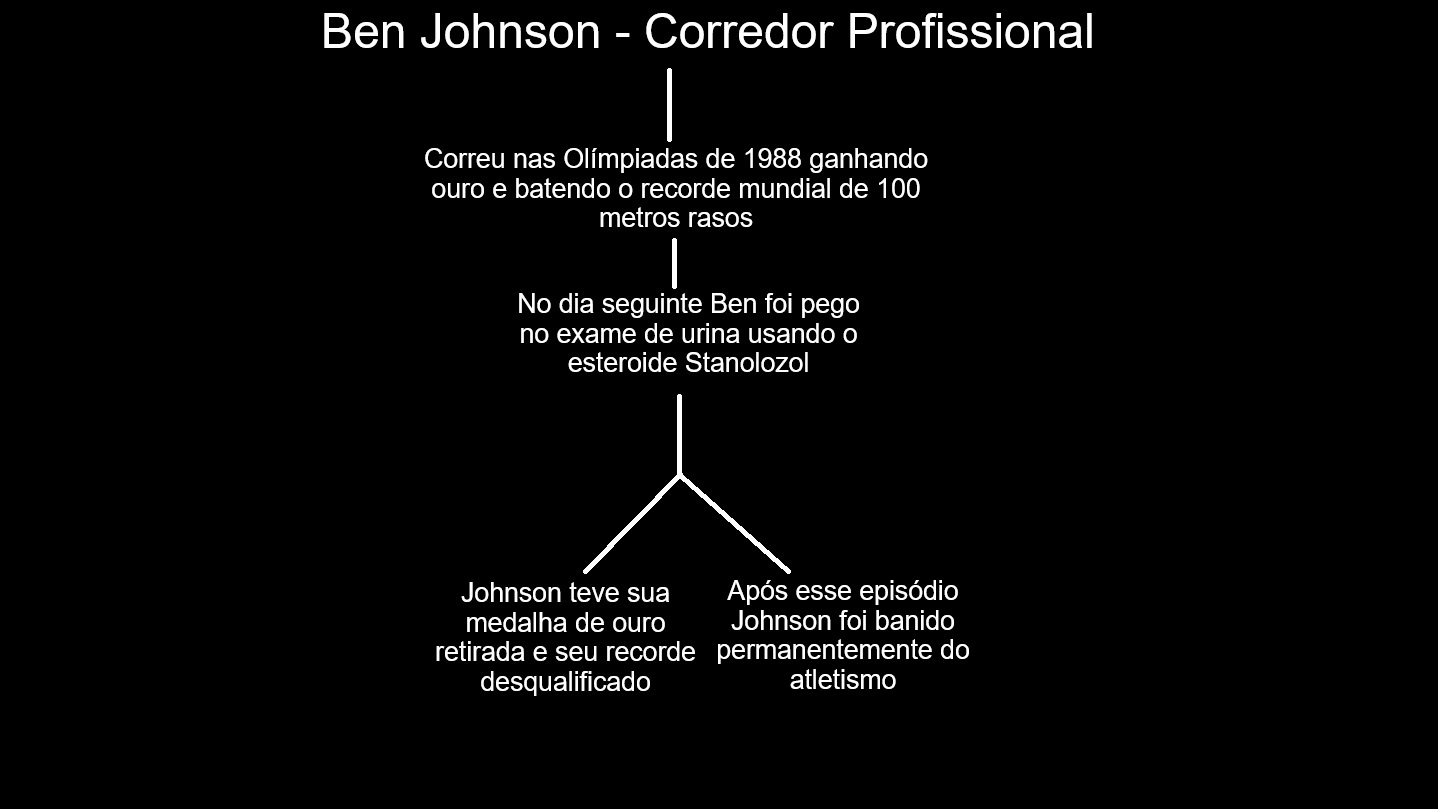 Ben Johnson - Corredor Profissional
Correu nas Olímpiadas de 1988 ganhando
ouro e batendo o recorde mundial de 100
metros rasos
No dia seguinte Ben foi pego
no exame de urina usando o
esteroide Stanolozol
Johnson teve sua
medalha de ouro
retirada e seu recorde
desqualificado
Após esse episódio
Johnson foi banido
permanentemente do
atletismo